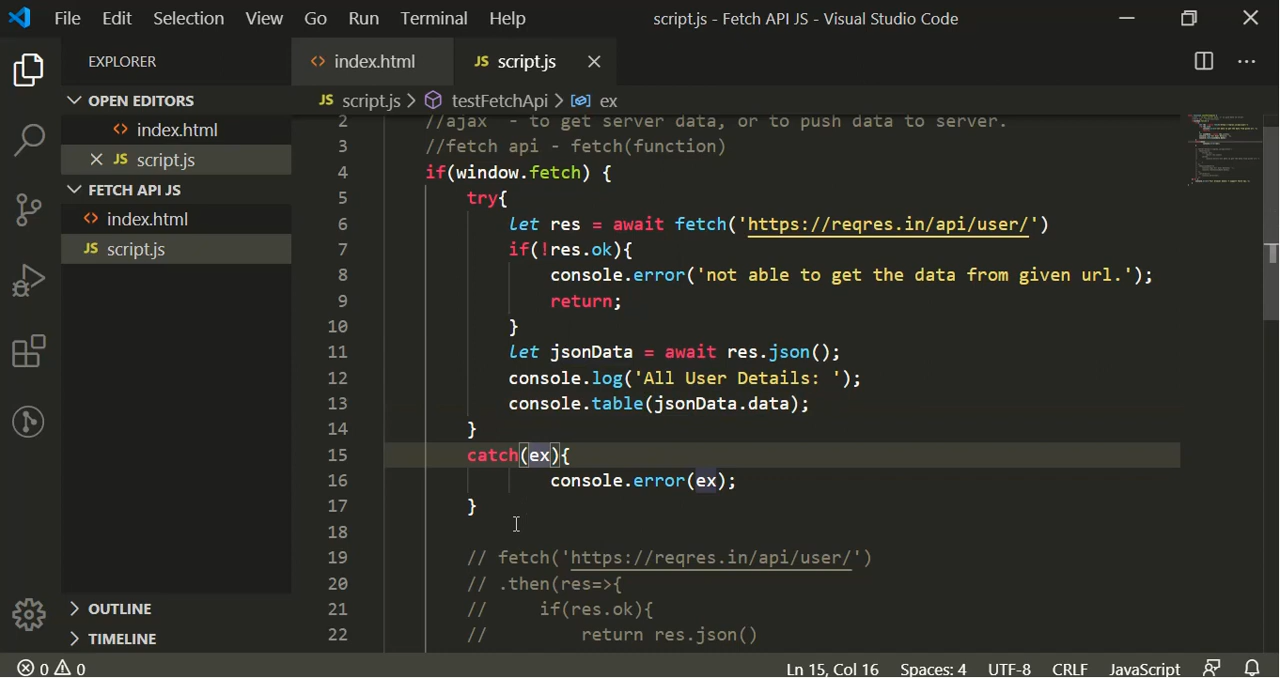 File Edit Selection View Go Run Terminal Help script.js - Fetch API JS - Visual Studio Code
EXPLORER
OPEN EDITORS
index.html
JS script.js
FETCH API JS
index.html
JS script.js
OUTLINE
TIMELINE
index.html JS script.js
JS script.js > testFetchApi > ex
2 //ajax - to get server data, or to push data to server.
3 //fetch api - fetch(function)
4 if(window.fetch) {
5 try{
6 let res = await fetch('https://reqres.in/api/user/')
7 if(!res.ok){
8 console.error('not able to get the data from given url.');
9 return;
10 }
11 let jsonData = await res.json();
12 console.log('All User Details: ');
13 console.table(jsonData.data);
14 }
15 catch(ex){
16 console.error(ex);
17 }
18
19 // fetch('https://reqres.in/api/user/')
20 // .then(res=>{
21 // if(res.ok){
22 // return res.json()
0 0 Ln 15, Col 16 Spaces: 4 UTF-8 CRLF JavaScript